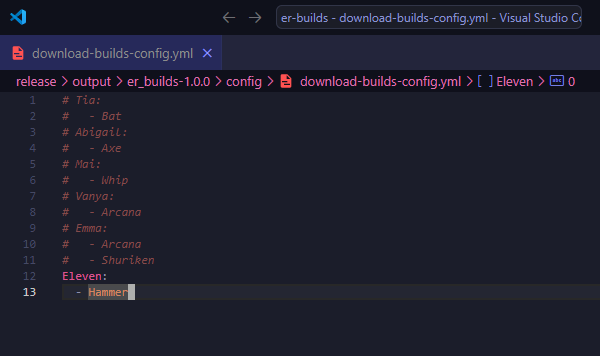 er-builds - download-builds-config.yml - Visual Studio Co
download-builds-config.yml
release > output > er_builds-1.0.0 > config > download-builds-config.yml > [ ] Eleven > abc 0
1 # Tia:
2 #   - Bat
3 # Abigail:
4 #   - Axe
5 # Mai:
6 #   - Whip
7 # Vanya:
8 #   - Arcana
9 # Emma:
10 #   - Arcana
11 #   - Shuriken
12 Eleven:
13   - Hammer